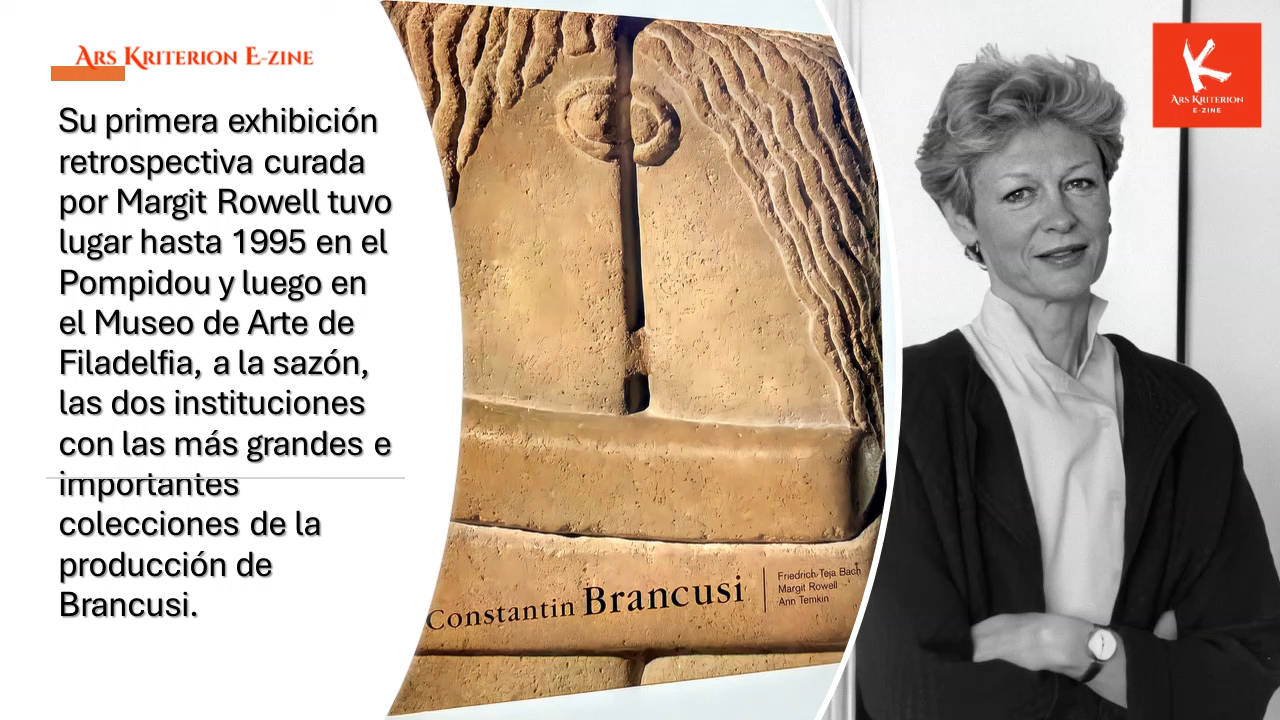 Ars Kriterion E-zine
Su primera exhibición
retrospectiva curada
por Margit Rowell tuvo
lugar hasta 1995 en el
Pompidou y luego en
el Museo de Arte de
Filadelfia, a la sazón,
las dos instituciones
con las más grandes e
importantes
colecciones de la
producción de
Brancusi.
Constantin Brancusi
Friedrich Teja Bach
Margit Rowell
Ann Temkin
Ars Kriterion
E-ZINE